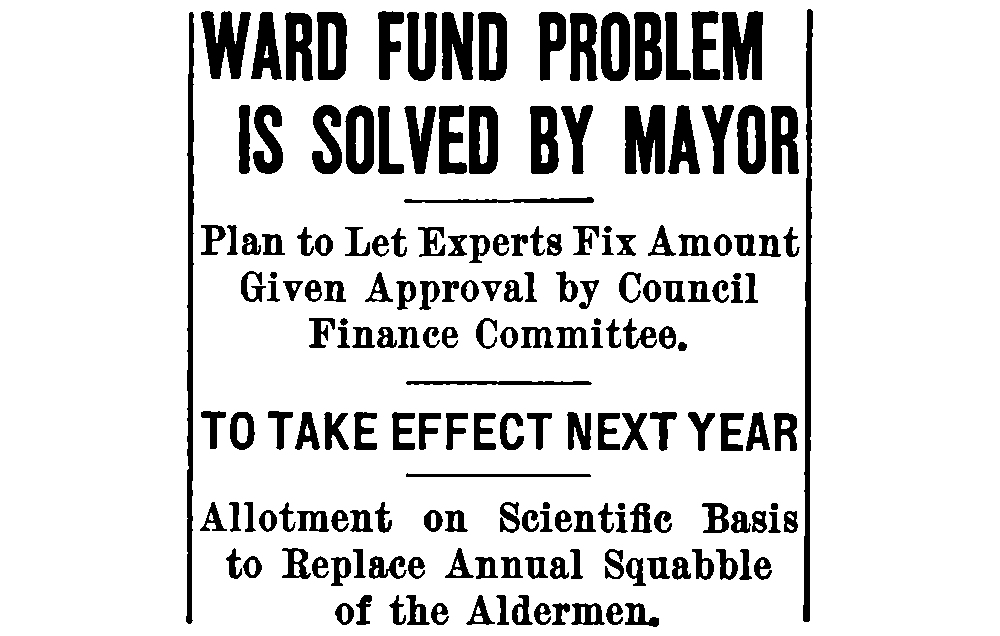 WARD FUND PROBLEM
IS SOLVED BY MAYOR
Plan to Let Experts Fix Amount
Given Approval by Council
Finance Committee.
TO TAKE EFFECT NEXT YEAR
Allotment on Scientific Basis
to Replace Annual Squabble
of the Aldermen.